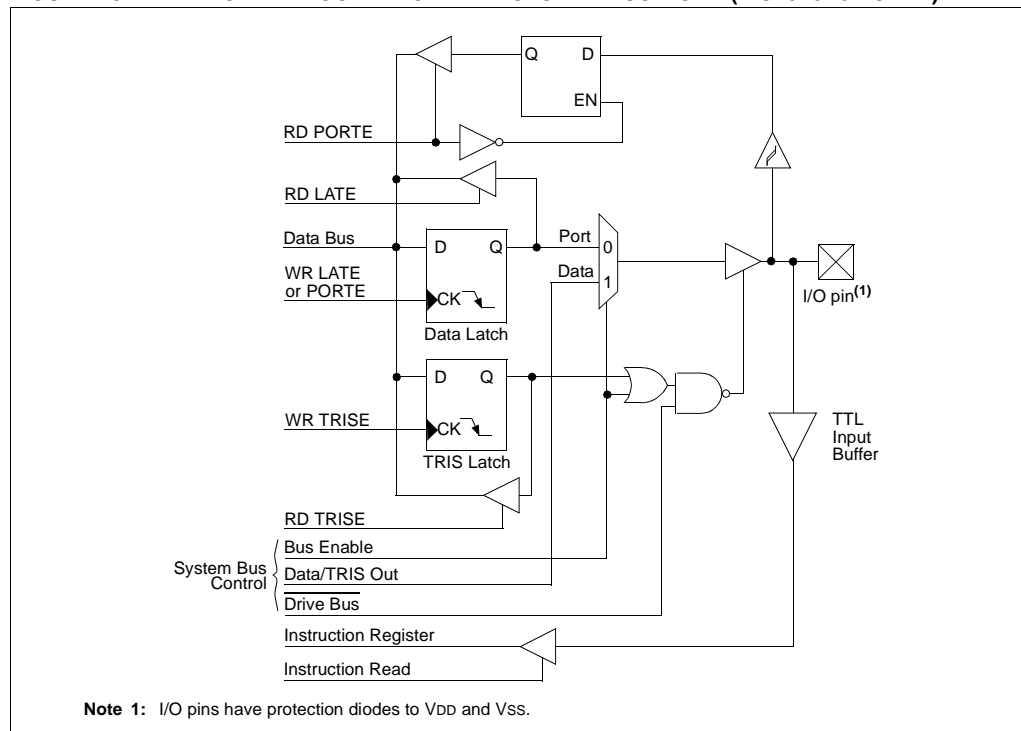 Q D
EN
RD PORTE
RD LATE
Data Bus
D Q
Port
0
Data
1
WR LATE
or PORTE
CK
Data Latch
I/O pin(1)
D Q
WR TRISE
CK
TRIS Latch
TTL
Input
Buffer
RD TRISE
System Bus
Control
Bus Enable
Data/TRIS Out
Drive Bus
Instruction Register
Instruction Read
Note 1: I/O pins have protection diodes to VDD and VSS.